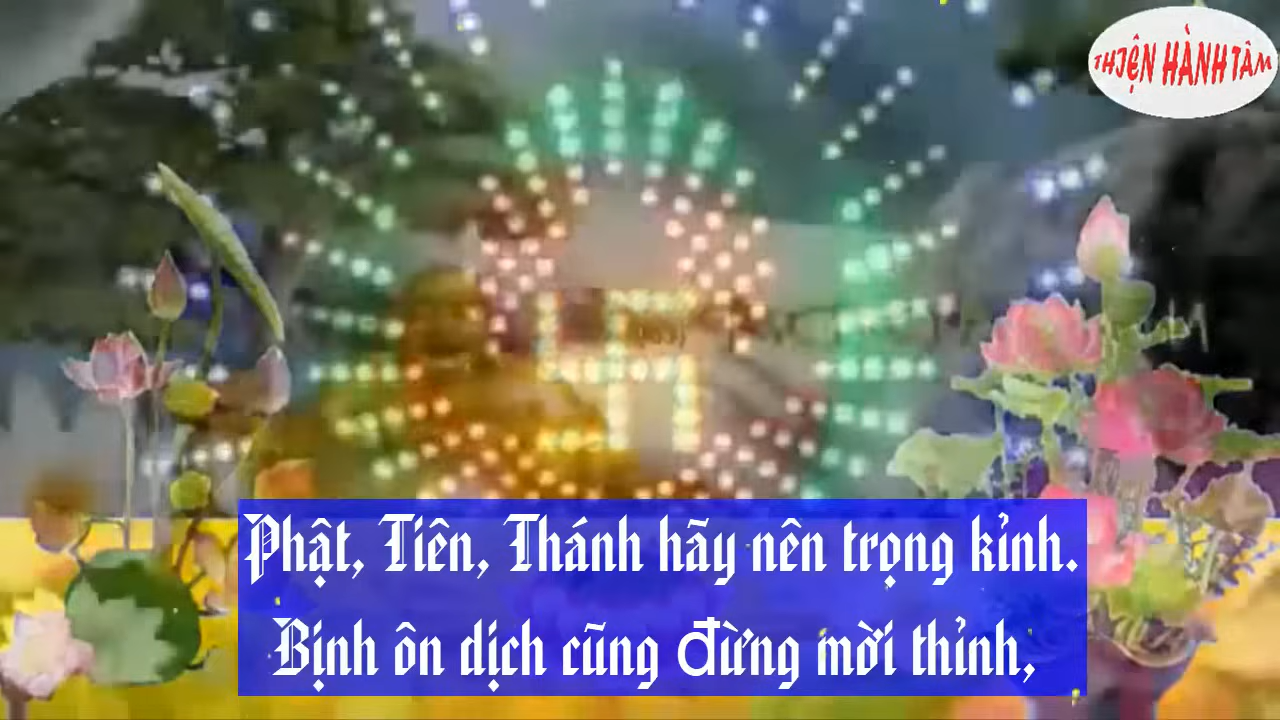 THIỆN HÀNH TÂM
Phật, Tiên, Thánh hãy nên trọng kỉnh.
Bịnh ôn dịch cũng đừng mời thỉnh,